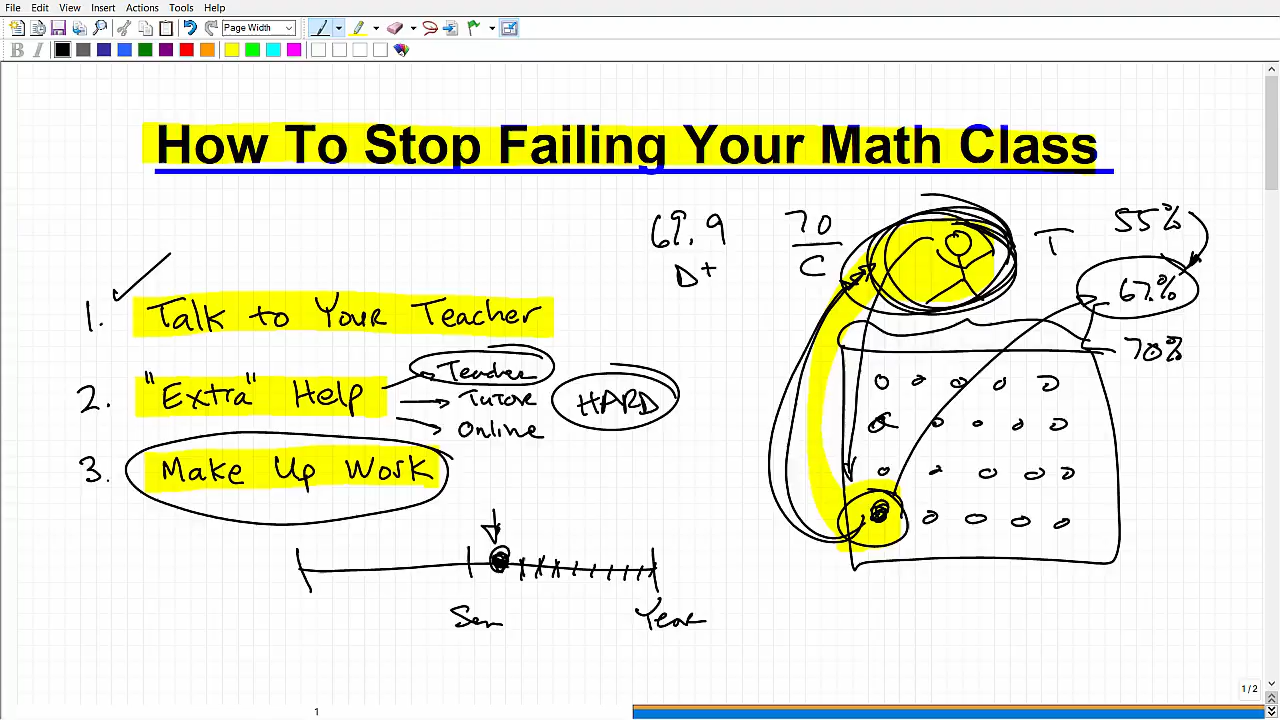 File Edit View Insert Actions Tools Help
Page Width
B I
How To Stop Failing Your Math Class
69.9
D+
70
C
T
55%
67%
70%
1. Talk to Your Teacher
2. "Extra" Help
Teacher
Tutor
Online
HARD
3. Make Up Work
Sem
Year
1/2
1